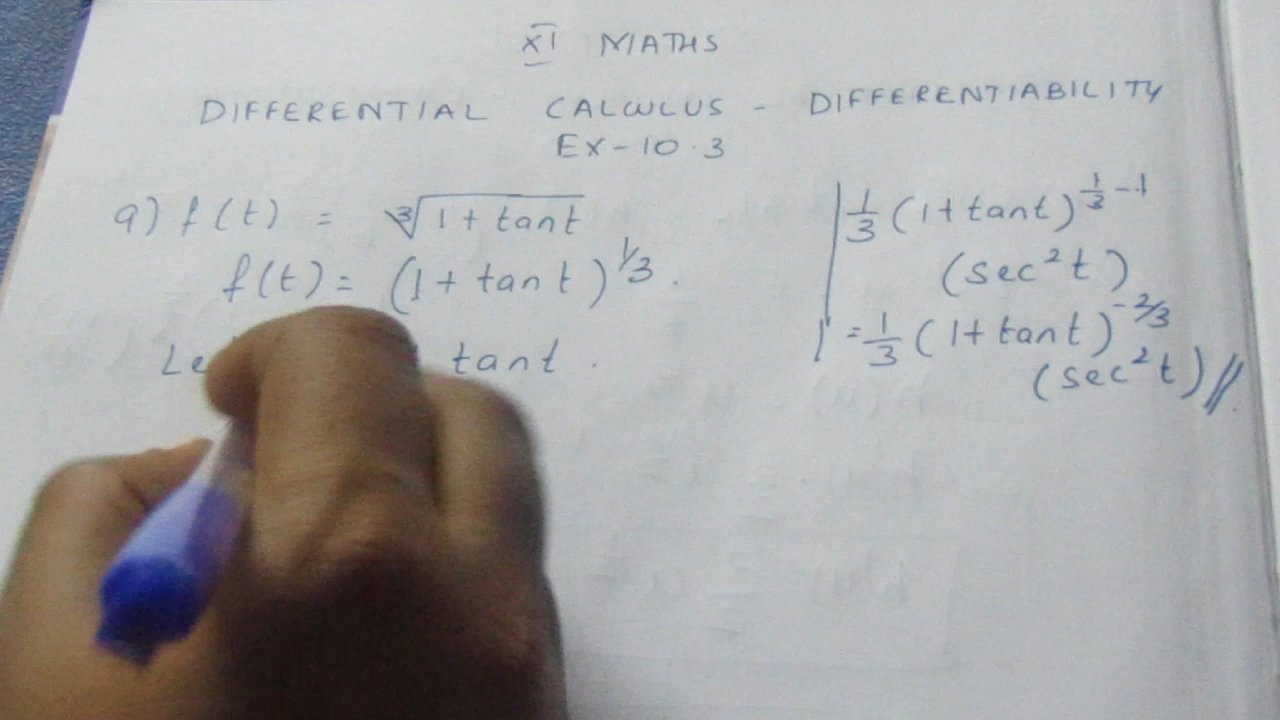 XI MATHS
DIFFERENTIAL CALCULUS - DIFFERENTIABILITY
EX-10.3
9) f(t) = ∛(1 + tant)
f(t) = (1 + tant)^1/3.
tant.
1/3 (1 + tant)^(1/3 - 1)
(sec²t)
= 1/3 (1 + tant)^-2/3
(sec²t)//